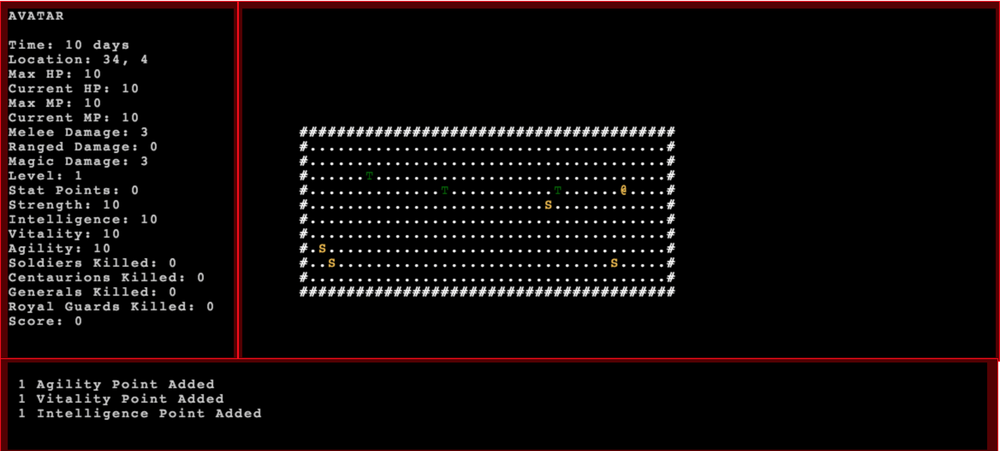 AVATAR
Time: 10 days
Location: 34, 4
Max HP: 10
Current HP: 10
Max MP: 10
Current MP: 10
Melee Damage: 3
Ranged Damage: 0
Magic Damage: 3
Level: 1
Stat Points: 0
Strength: 10
Intelligence: 10
Vitality: 10
Agility: 10
Soldiers Killed: 0
Centaurions Killed: 0
Generals Killed: 0
Royal Guards Killed: 0
Score: 0
########################################
#......................................#
#......................................#
#......T...............................#
#..............T...........T......@....#
#.........................S............#
#......................................#
#......................................#
#.S....................................#
#..S.............................S.....#
#......................................#
########################################
1 Agility Point Added
1 Vitality Point Added
1 Intelligence Point Added